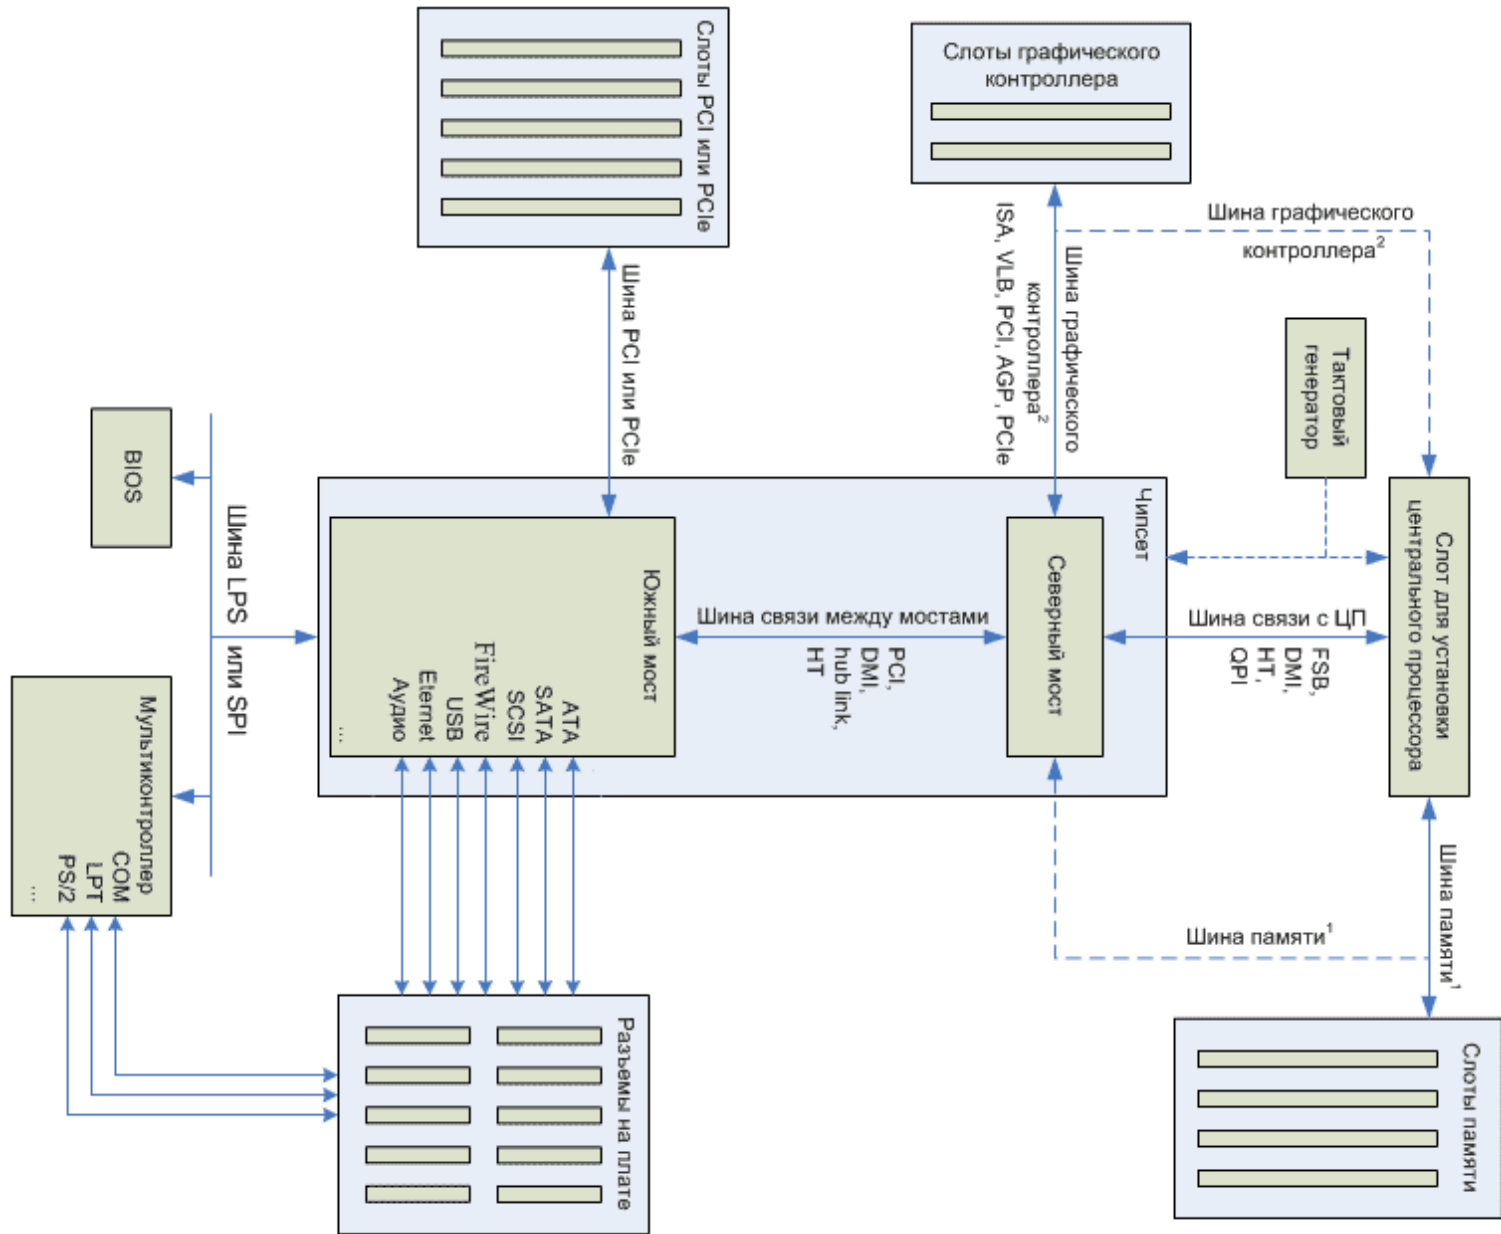 Слоты графического
контроллера
Слоты PCI или PCIe
Шина графического
контроллера²
Шина графического
контроллера²
ISA, VLB, PCI, AGP, PCIe
Тактовый
генератор
Шина PCI или PCIe
Слот для установки
центрального процессора
Чипсет
Северный мост
Шина связи с ЦП
FSB,
DMI,
HT,
QPI
Шина связи между мостами
PCI,
DMI,
hub link,
HT
Южный мост
ATA
SATA
SCSI
FireWire
USB
Eternet
Аудио
...
BIOS
Шина LPS или SPI
Мультиконтроллер
COM
LPT
PS/2
...
Шина памяти¹
Шина памяти¹
Слоты памяти
Разъемы на плате